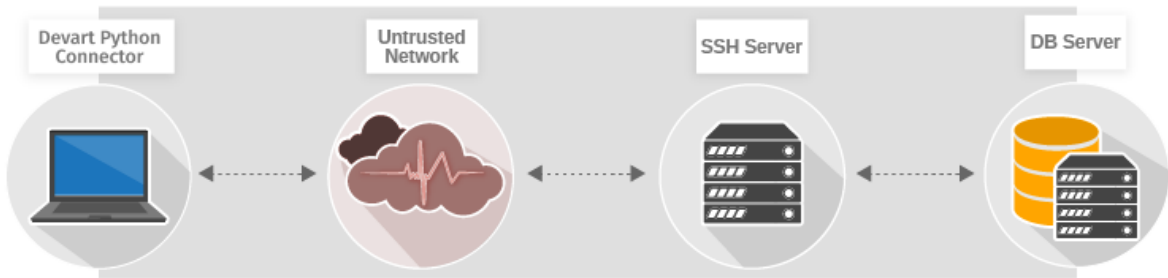 Devart Python
Connector
Untrusted
Network
SSH Server
DB Server